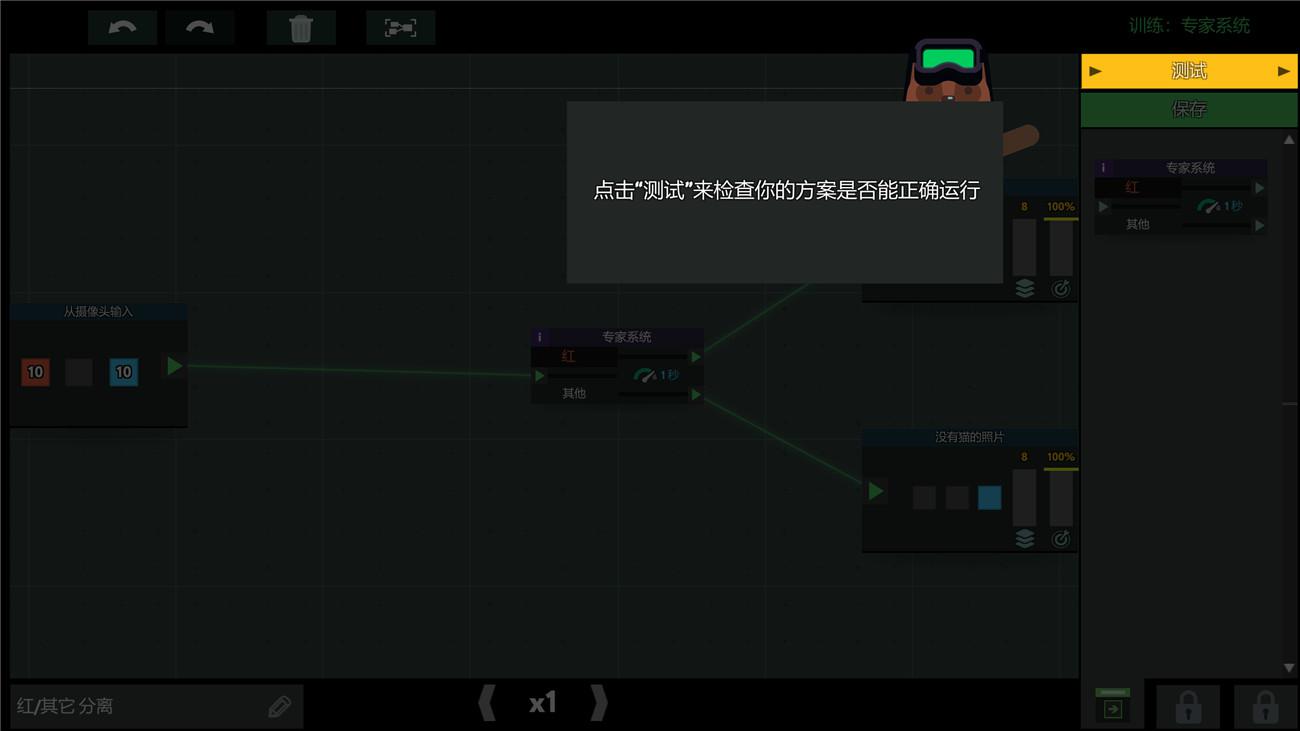 训练：专家系统
测试
保存
点击“测试”来检查你的方案是否能正确运行
i 专家系统
红
1秒
其他
8 100%
从摄像头输入
10 10
i 专家系统
红
1秒
其他
没有猫的照片
8 100%
红/其它 分离
x1